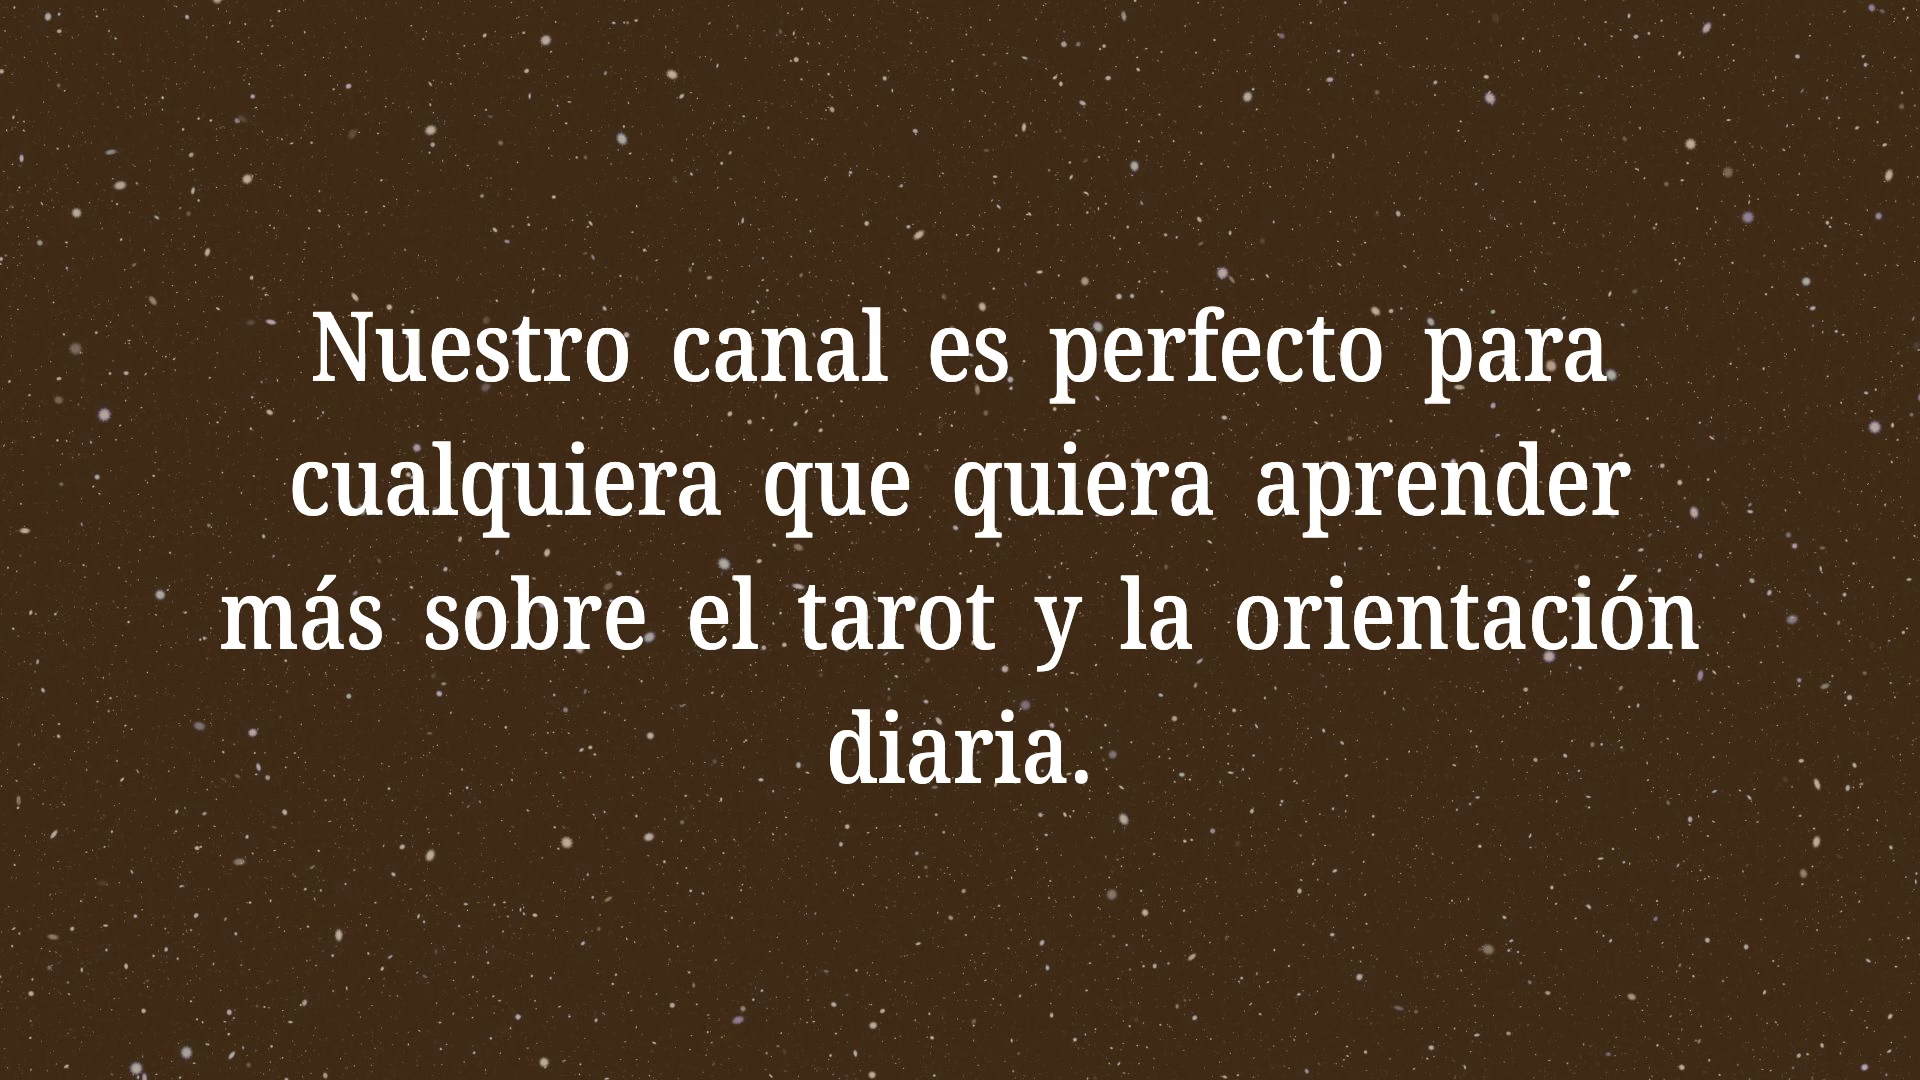 Nuestro canal es perfecto para
cualquiera que quiera aprender
más sobre el tarot y la orientación
diaria.